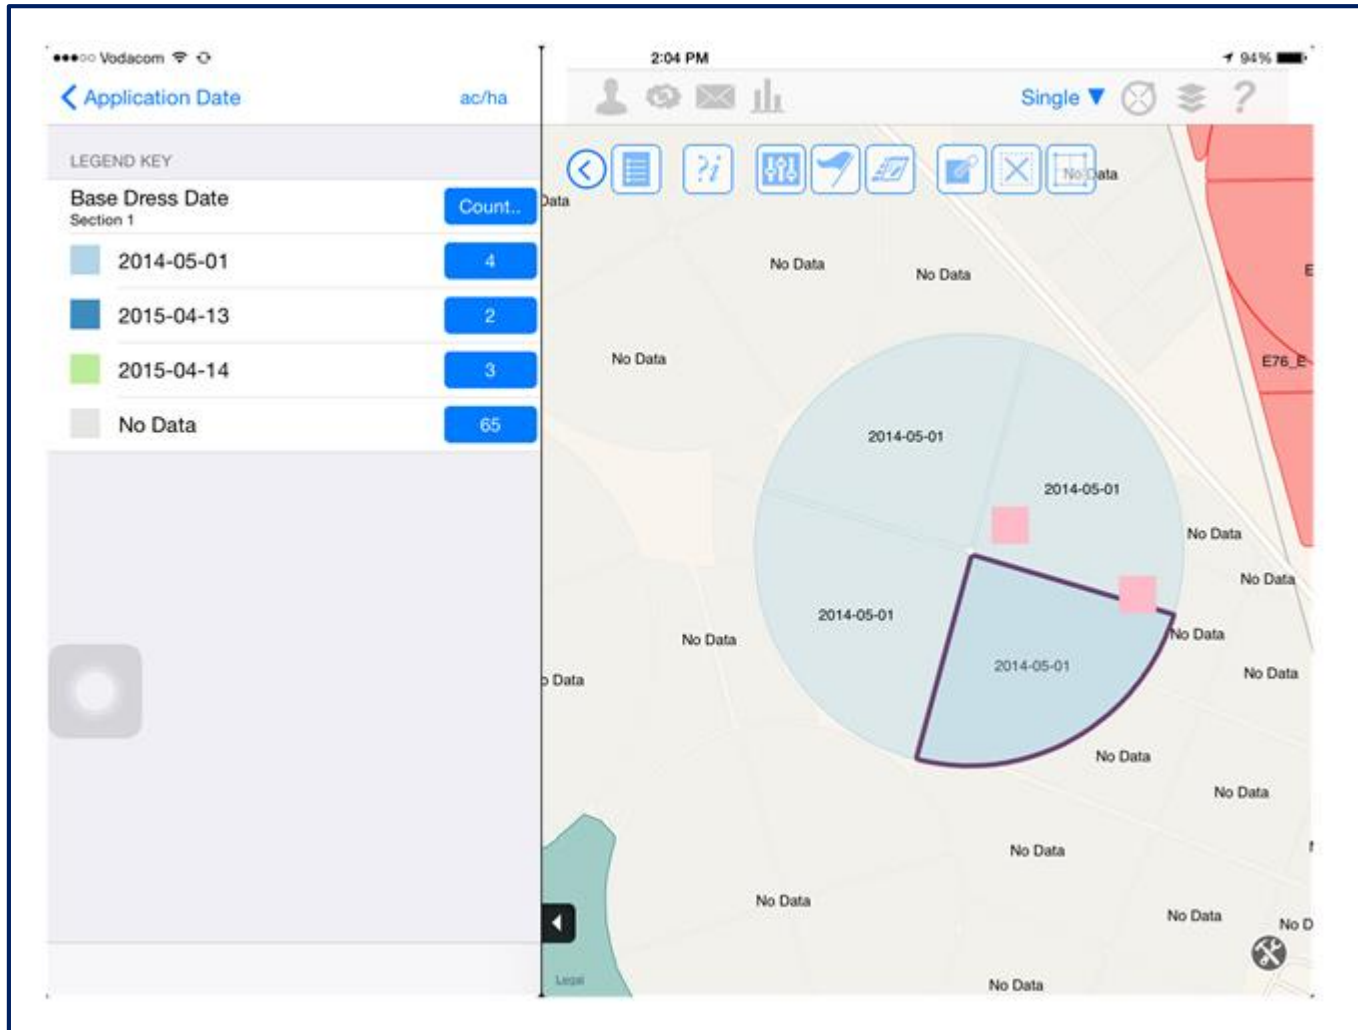 Vodacom
2:04 PM
94%
Application Date
ac/ha
Single
?
LEGEND KEY
Base Dress Date
Section 1
Count..
2014-05-01
4
2015-04-13
2
2015-04-14
3
No Data
65
?i
No Data
Data
No Data
No Data
E
No Data
E76_E
2014-05-01
2014-05-01
No Data
No Data
2014-05-01
No Data
No Data
2014-05-01
No Data
Data
No Data
No Data
No Data
No Data
No Data
No Data
No D
No Data
Legal